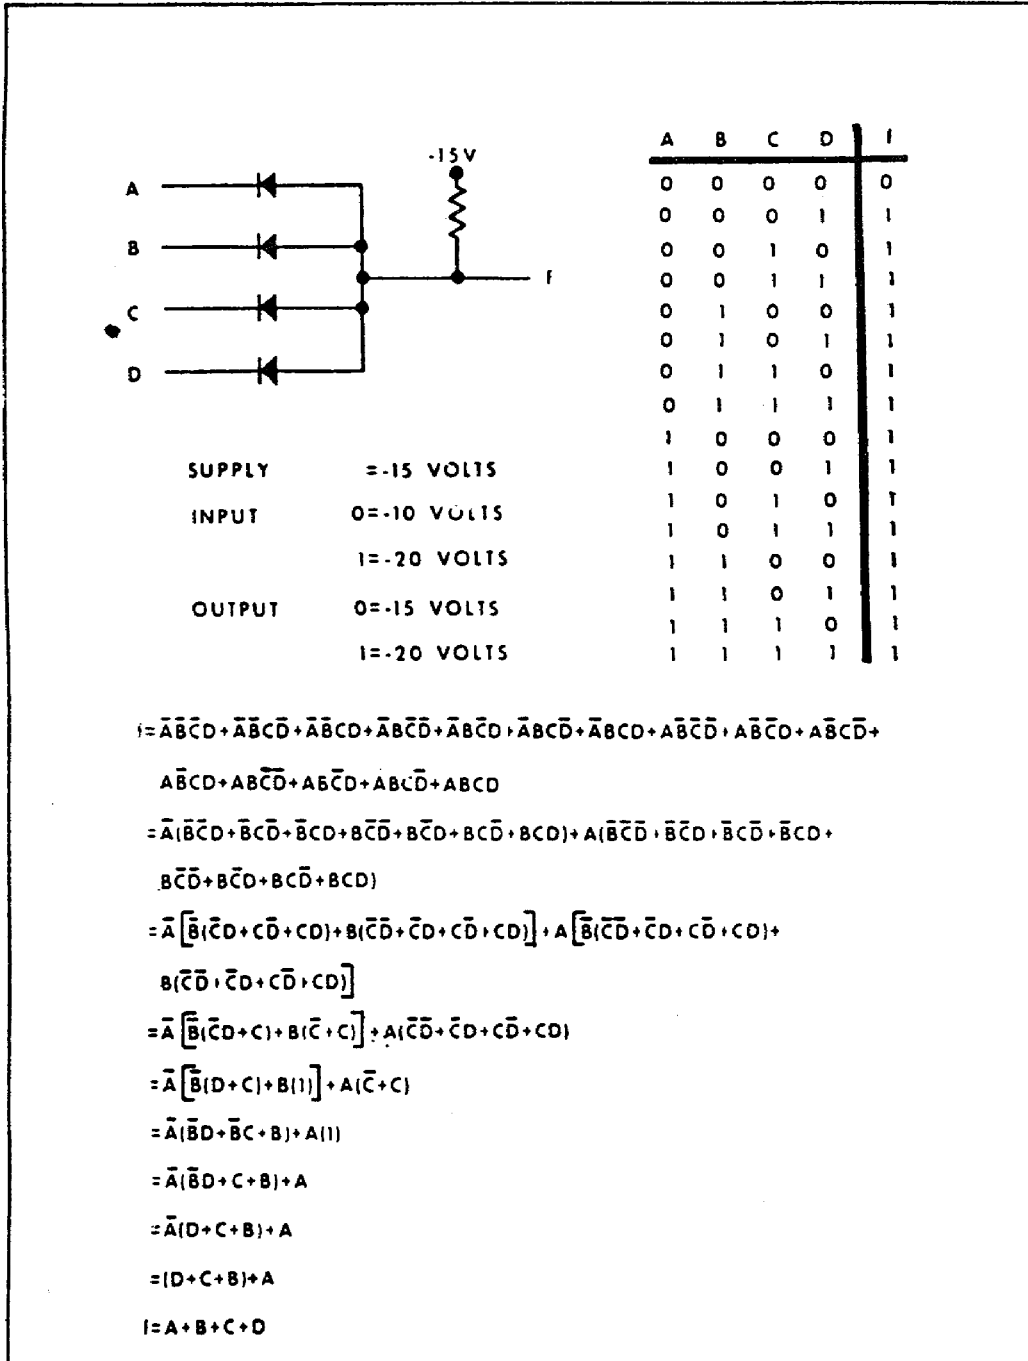 -15V
A
B
C
D
f
SUPPLY =-15 VOLTS
INPUT 0=-10 VOLTS
1=-20 VOLTS
OUTPUT 0=-15 VOLTS
1=-20 VOLTS
A B C D f
0 0 0 0 0
0 0 0 1 1
0 0 1 0 1
0 0 1 1 1
0 1 0 0 1
0 1 0 1 1
0 1 1 0 1
0 1 1 1 1
1 0 0 0 1
1 0 0 1 1
1 0 1 0 1
1 0 1 1 1
1 1 0 0 1
1 1 0 1 1
1 1 1 0 1
1 1 1 1 1
f=A̅B̅C̅D+A̅B̅CD̅+A̅B̅CD+A̅BC̅D̅+A̅BC̅D+A̅BCD̅+A̅BCD+AB̅C̅D̅+AB̅C̅D+AB̅CD̅+
AB̅CD+ABC̅D̅+ABC̅D+ABCD̅+ABCD
=A̅(B̅C̅D+B̅CD̅+B̅CD+BC̅D̅+BC̅D+BCD̅+BCD)+A(B̅C̅D̅+B̅C̅D+B̅CD̅+B̅CD+
BC̅D̅+BC̅D+BCD̅+BCD)
=A̅[B̅(C̅D+CD̅+CD)+B(C̅D̅+C̅D+CD̅+CD)]+A[B̅(C̅D̅+C̅D+CD̅+CD)+
B(C̅D̅+C̅D+CD̅+CD)]
=A̅[B̅(C̅D+C)+B(C̅+C)]+A(C̅D̅+C̅D+CD̅+CD)
=A̅[B̅(D+C)+B(1)]+A(C̅+C)
=A̅(B̅D+B̅C+B)+A(1)
=A̅(B̅D+C+B)+A
=A̅(D+C+B)+A
=(D+C+B)+A
f=A+B+C+D